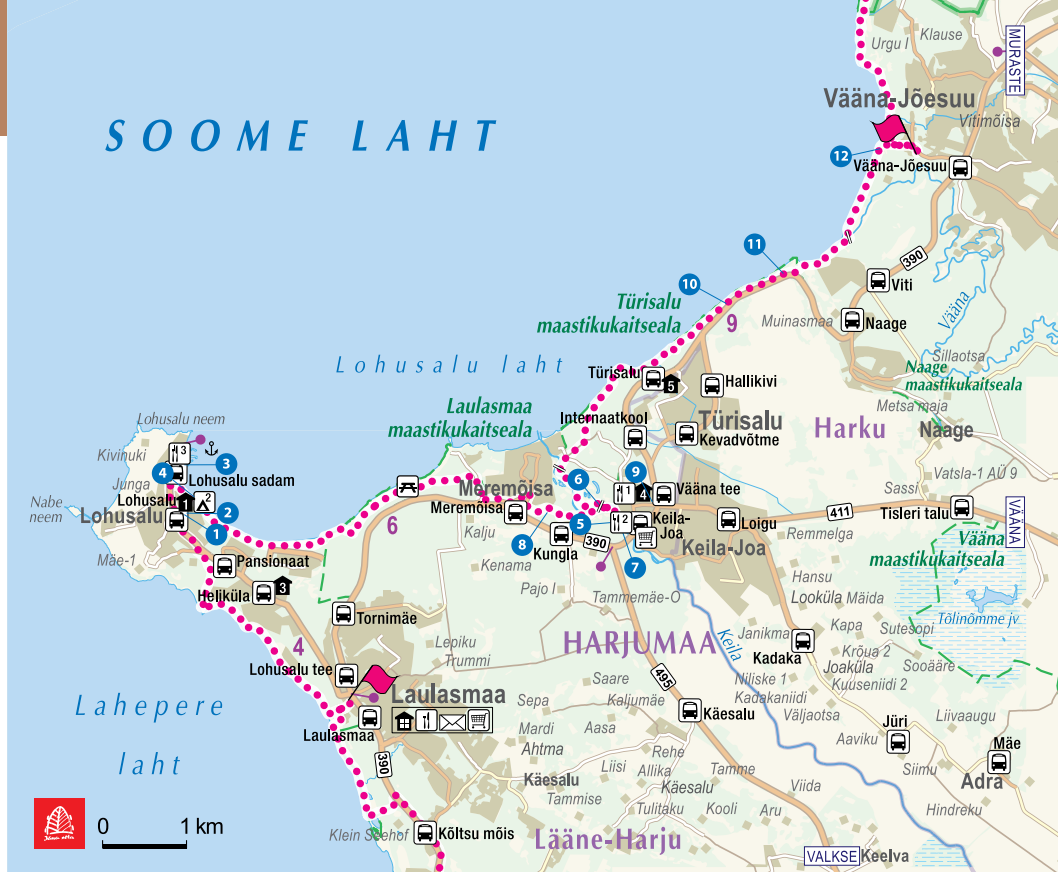 Urgu I
Klause
MURASTE
Vääna-Jõesuu
Vitimõisa
SOOME LAHT
12
Vääna-Jõesuu
11
390
Viti
10
Türisalu
maastikukaitseala
9
Muinasmaa
Naage
Vääna
Lohusalu laht
Sillaotsa
Türisalu
5
Hallikivi
Naage
maastikukaitseala
Laulasmaa
maastikukaitseala
Internaatkool
Türisalu
Metsa maja
Lohusalu neem
Kevadvõtme
Harku
Naage
Kivinuki
3
3
4
Lohusalu sadam
6
9
Vatsla-1 AÜ 9
Junga
Meremõisa
1
4
Vääna tee
Sassi
Nabe
neem
Lohusalu
1
2
2
Lohusalu
Meremõisa
5
2
Keila-
Joa
Loigu
411
Tisleri talu
VÄÄNA
1
6
Kalju
8
Kungla
390
7
Keila-Joa
Remmelga
Vääna
maastikukaitseala
Mäe-1
Pansionaat
Kenama
Hansu
Heliküla
3
Pajo I
Tammemäe-O
Looküla
Mäida
Tõlinõmme jv
Tornimäe
HARJUMAA
Keila
Janikma
Kapa
Sutesopi
4
Lepiku
Trummi
Kadaka
Krõua 2
Joaküla
Sooääre
Lohusalu tee
Saare
495
Niliske 1
Kuuseniidi 2
Laulasmaa
Sepa
Kaljumäe
Kadakaniidi
Lahepere
laht
Käesalu
Väljaotsa
Liivaaugu
Laulasmaa
Mardi
Aasa
Jüri
Aaviku
Mäe
390
Ahtma
Rehe
Liisi
Allika
Tamme
Siimu
Adra
Käesalu
Käesalu
Viida
Tammise
Tulitaku
Kooli
Aru
Hindreku
0
1 km
Klein Seehof
Kõltsu mõis
Lääne-Harju
VALKSE
Keelva